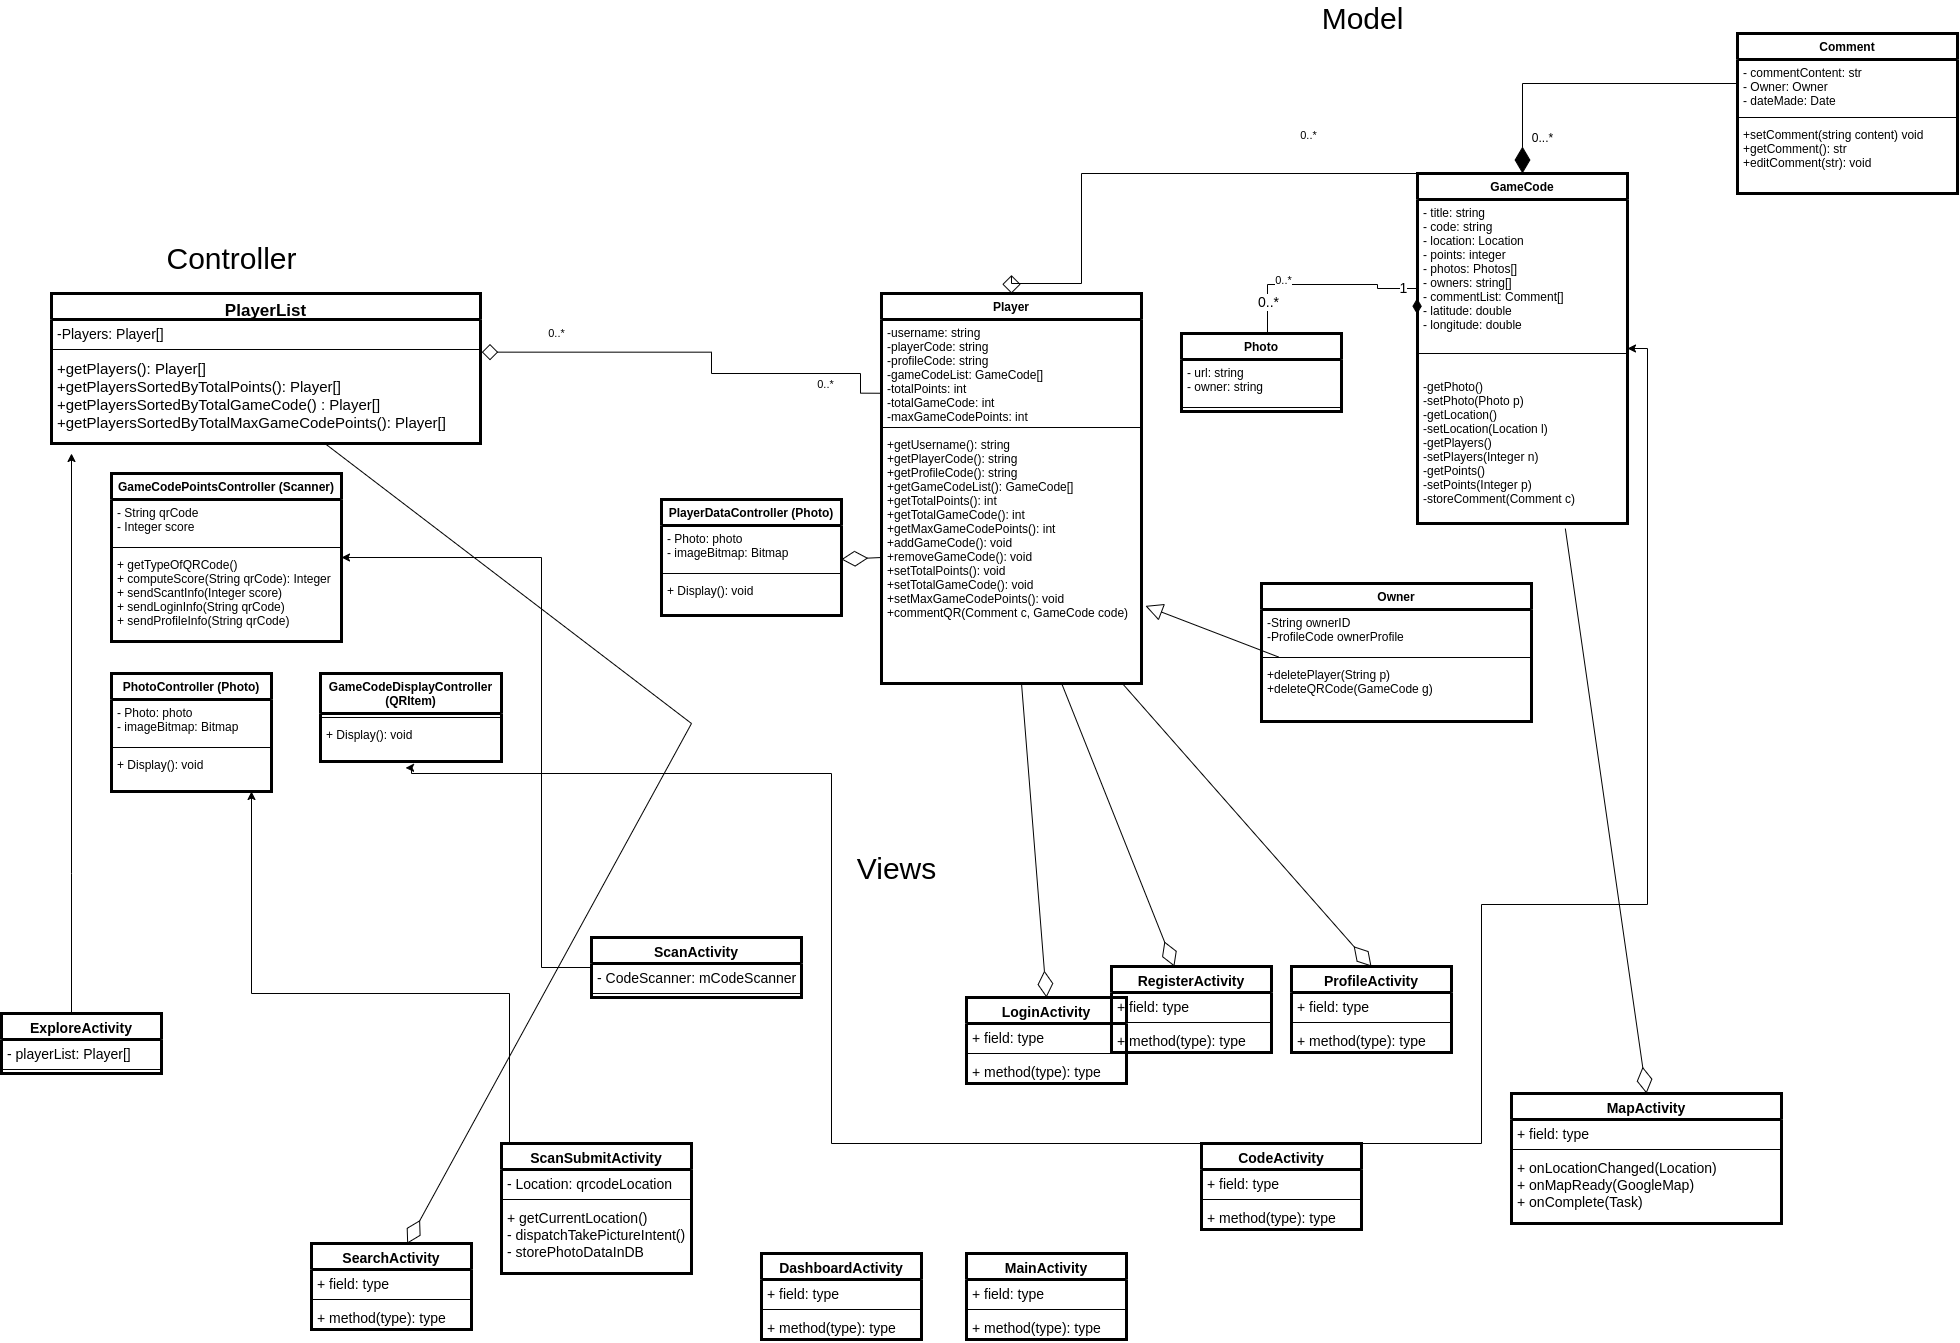 Model
Comment
- commentContent: str
- Owner: Owner
- dateMade: Date
+setComment(string content) void
+getComment(): str
+editComment(str): void
0..*
0...*
GameCode
- title: string
- code: string
- location: Location
- points: integer
- photos: Photos[]
- owners: string[]
- commentList: Comment[]
- latitude: double
- longitude: double
-getPhoto()
-setPhoto(Photo p)
-getLocation()
-setLocation(Location l)
-getPlayers()
-setPlayers(Integer n)
-getPoints()
-setPoints(Integer p)
-storeComment(Comment c)
0..*
1
0..*
Photo
- url: string
- owner: string
Controller
PlayerList
-Players: Player[]
+getPlayers(): Player[]
+getPlayersSortedByTotalPoints(): Player[]
+getPlayersSortedByTotalGameCode() : Player[]
+getPlayersSortedByTotalMaxGameCodePoints(): Player[]
0..*
0..*
Player
-username: string
-playerCode: string
-profileCode: string
-gameCodeList: GameCode[]
-totalPoints: int
-totalGameCode: int
-maxGameCodePoints: int
+getUsername(): string
+getPlayerCode(): string
+getProfileCode(): string
+getGameCodeList(): GameCode[]
+getTotalPoints(): int
+getTotalGameCode(): int
+getMaxGameCodePoints(): int
+addGameCode(): void
+removeGameCode(): void
+setTotalPoints(): void
+setTotalGameCode(): void
+setMaxGameCodePoints(): void
+commentQR(Comment c, GameCode code)
GameCodePointsController (Scanner)
- String qrCode
- Integer score
+ getTypeOfQRCode()
+ computeScore(String qrCode): Integer
+ sendScantInfo(Integer score)
+ sendLoginInfo(String qrCode)
+ sendProfileInfo(String qrCode)
PlayerDataController (Photo)
- Photo: photo
- imageBitmap: Bitmap
+ Display(): void
Owner
-String ownerID
-ProfileCode ownerProfile
+deletePlayer(String p)
+deleteQRCode(GameCode g)
PhotoController (Photo)
- Photo: photo
- imageBitmap: Bitmap
+ Display(): void
GameCodeDisplayController
(QRItem)
+ Display(): void
Views
ScanActivity
- CodeScanner: mCodeScanner
RegisterActivity
+ field: type
+ method(type): type
ProfileActivity
+ field: type
+ method(type): type
LoginActivity
+ field: type
+ method(type): type
ExploreActivity
- playerList: Player[]
MapActivity
+ field: type
+ onLocationChanged(Location)
+ onMapReady(GoogleMap)
+ onComplete(Task)
ScanSubmitActivity
- Location: qrcodeLocation
+ getCurrentLocation()
- dispatchTakePictureIntent()
- storePhotoDataInDB
CodeActivity
+ field: type
+ method(type): type
SearchActivity
+ field: type
+ method(type): type
DashboardActivity
+ field: type
+ method(type): type
MainActivity
+ field: type
+ method(type): type